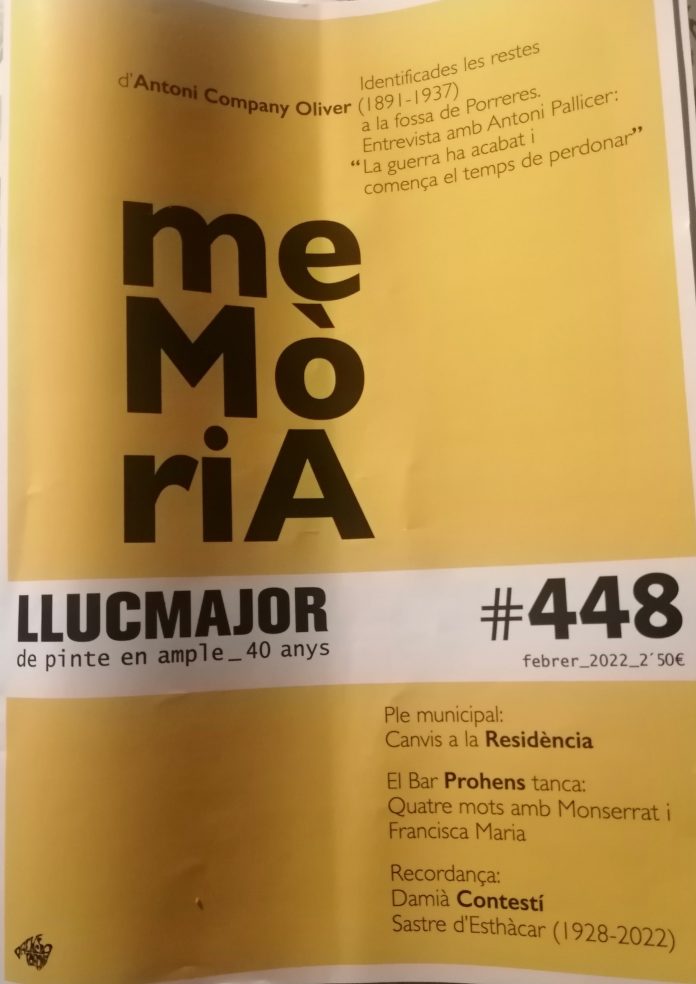 Identificades les restes
d'Antoni Company Oliver (1891-1937)
a la fossa de Porreres.
Entrevista amb Antoni Pallicer:
“La guerra ha acabat i
comença el temps de perdonar”
me
Mò
riA
LLUCMAJOR
de pinte en ample_40 anys
#448
febrer_2022_2´50€
Ple municipal:
Canvis a la Residència
El Bar Prohens tanca:
Quatre mots amb Monserrat i
Francisca Maria
Recordança:
Damià Contestí
Sastre d'Esthàcar (1928-2022)